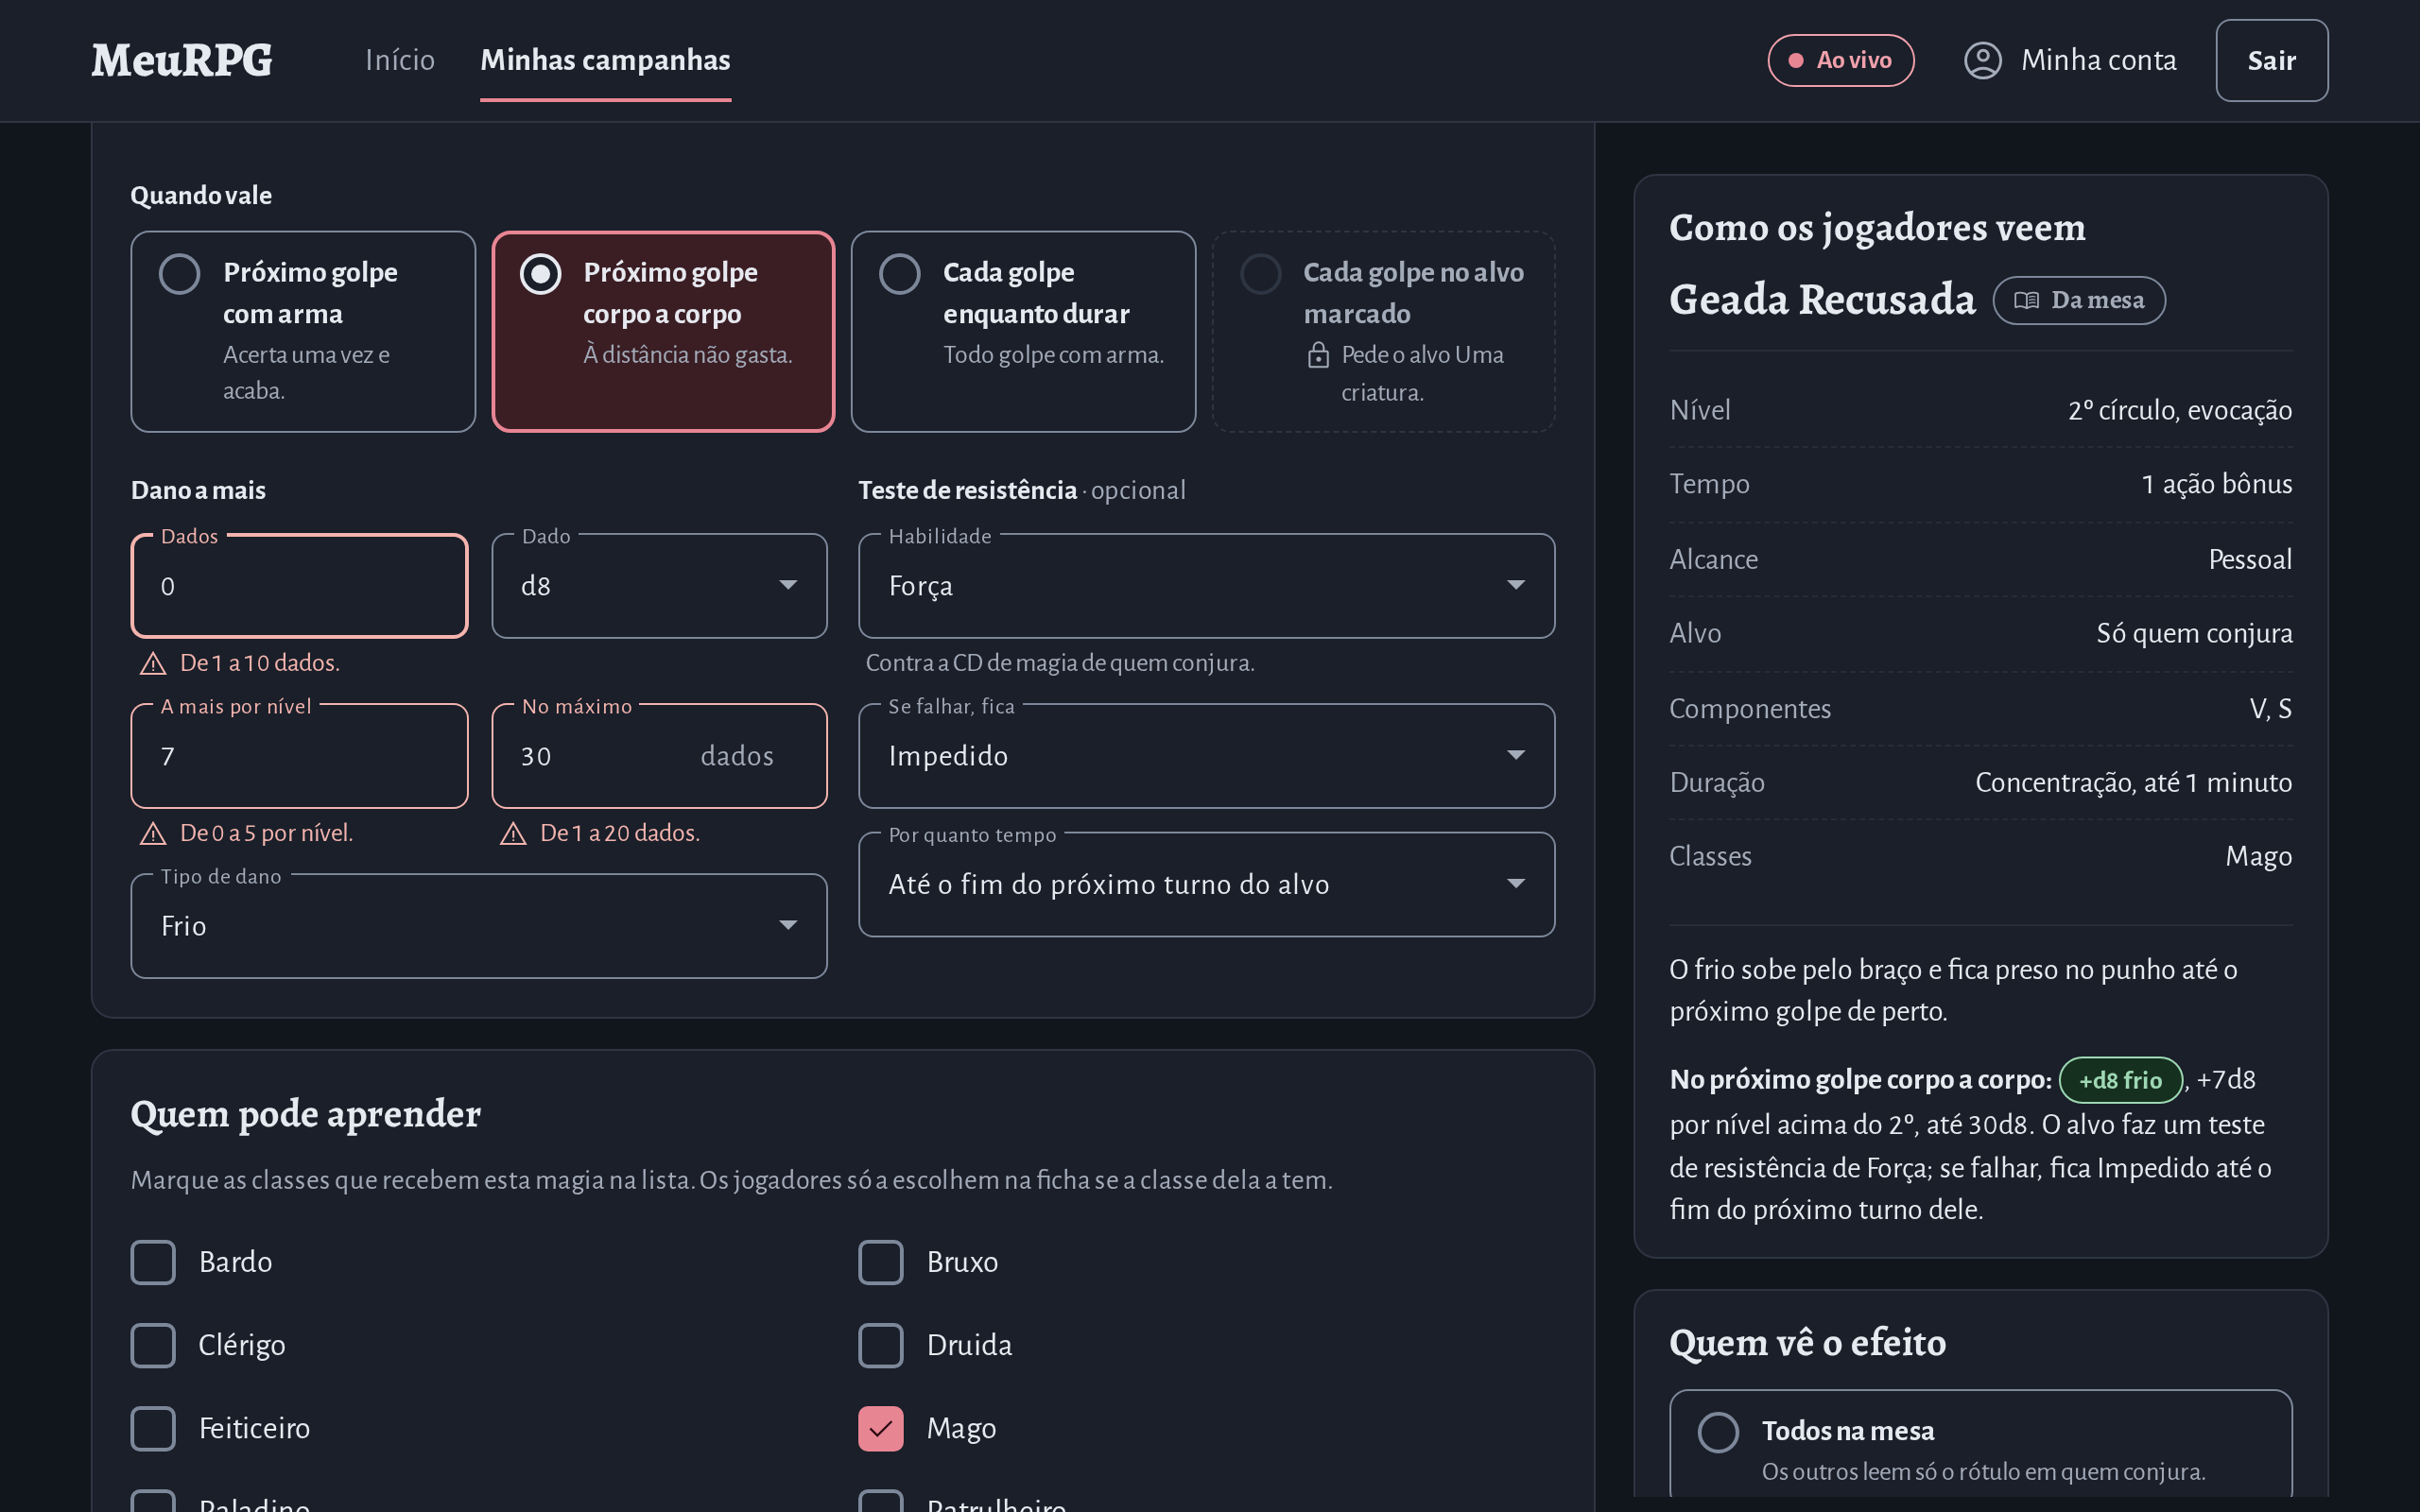 MeuRPG
Início
Minhas campanhas
Ao vivo
Minha conta
Sair
Quando vale
Próximo golpe
com arma
Acerta uma vez e
acaba.
Próximo golpe
corpo a corpo
À distância não gasta.
Cada golpe
enquanto durar
Todo golpe com arma.
Cada golpe no alvo
marcado
Pede o alvo Uma
criatura.
Dano a mais
Dados
0
De 1 a 10 dados.
Dado
d8
A mais por nível
7
De 0 a 5 por nível.
No máximo
30 dados
De 1 a 20 dados.
Tipo de dano
Frio
Teste de resistência · opcional
Habilidade
Força
Contra a CD de magia de quem conjura.
Se falhar, fica
Impedido
Por quanto tempo
Até o fim do próximo turno do alvo
Quem pode aprender
Marque as classes que recebem esta magia na lista. Os jogadores só a escolhem na ficha se a classe dela a tem.
Bardo
Bruxo
Clérigo
Druida
Feiticeiro
Mago
Paladino
Patrulheiro
Como os jogadores veem
Geada Recusada
Da mesa
Nível 2º círculo, evocação
Tempo 1 ação bônus
Alcance Pessoal
Alvo Só quem conjura
Componentes V, S
Duração Concentração, até 1 minuto
Classes Mago
O frio sobe pelo braço e fica preso no punho até o
próximo golpe de perto.
No próximo golpe corpo a corpo: +d8 frio, +7d8
por nível acima do 2º, até 30d8. O alvo faz um teste
de resistência de Força; se falhar, fica Impedido até o
fim do próximo turno dele.
Quem vê o efeito
Todos na mesa
Os outros leem só o rótulo em quem conjura.